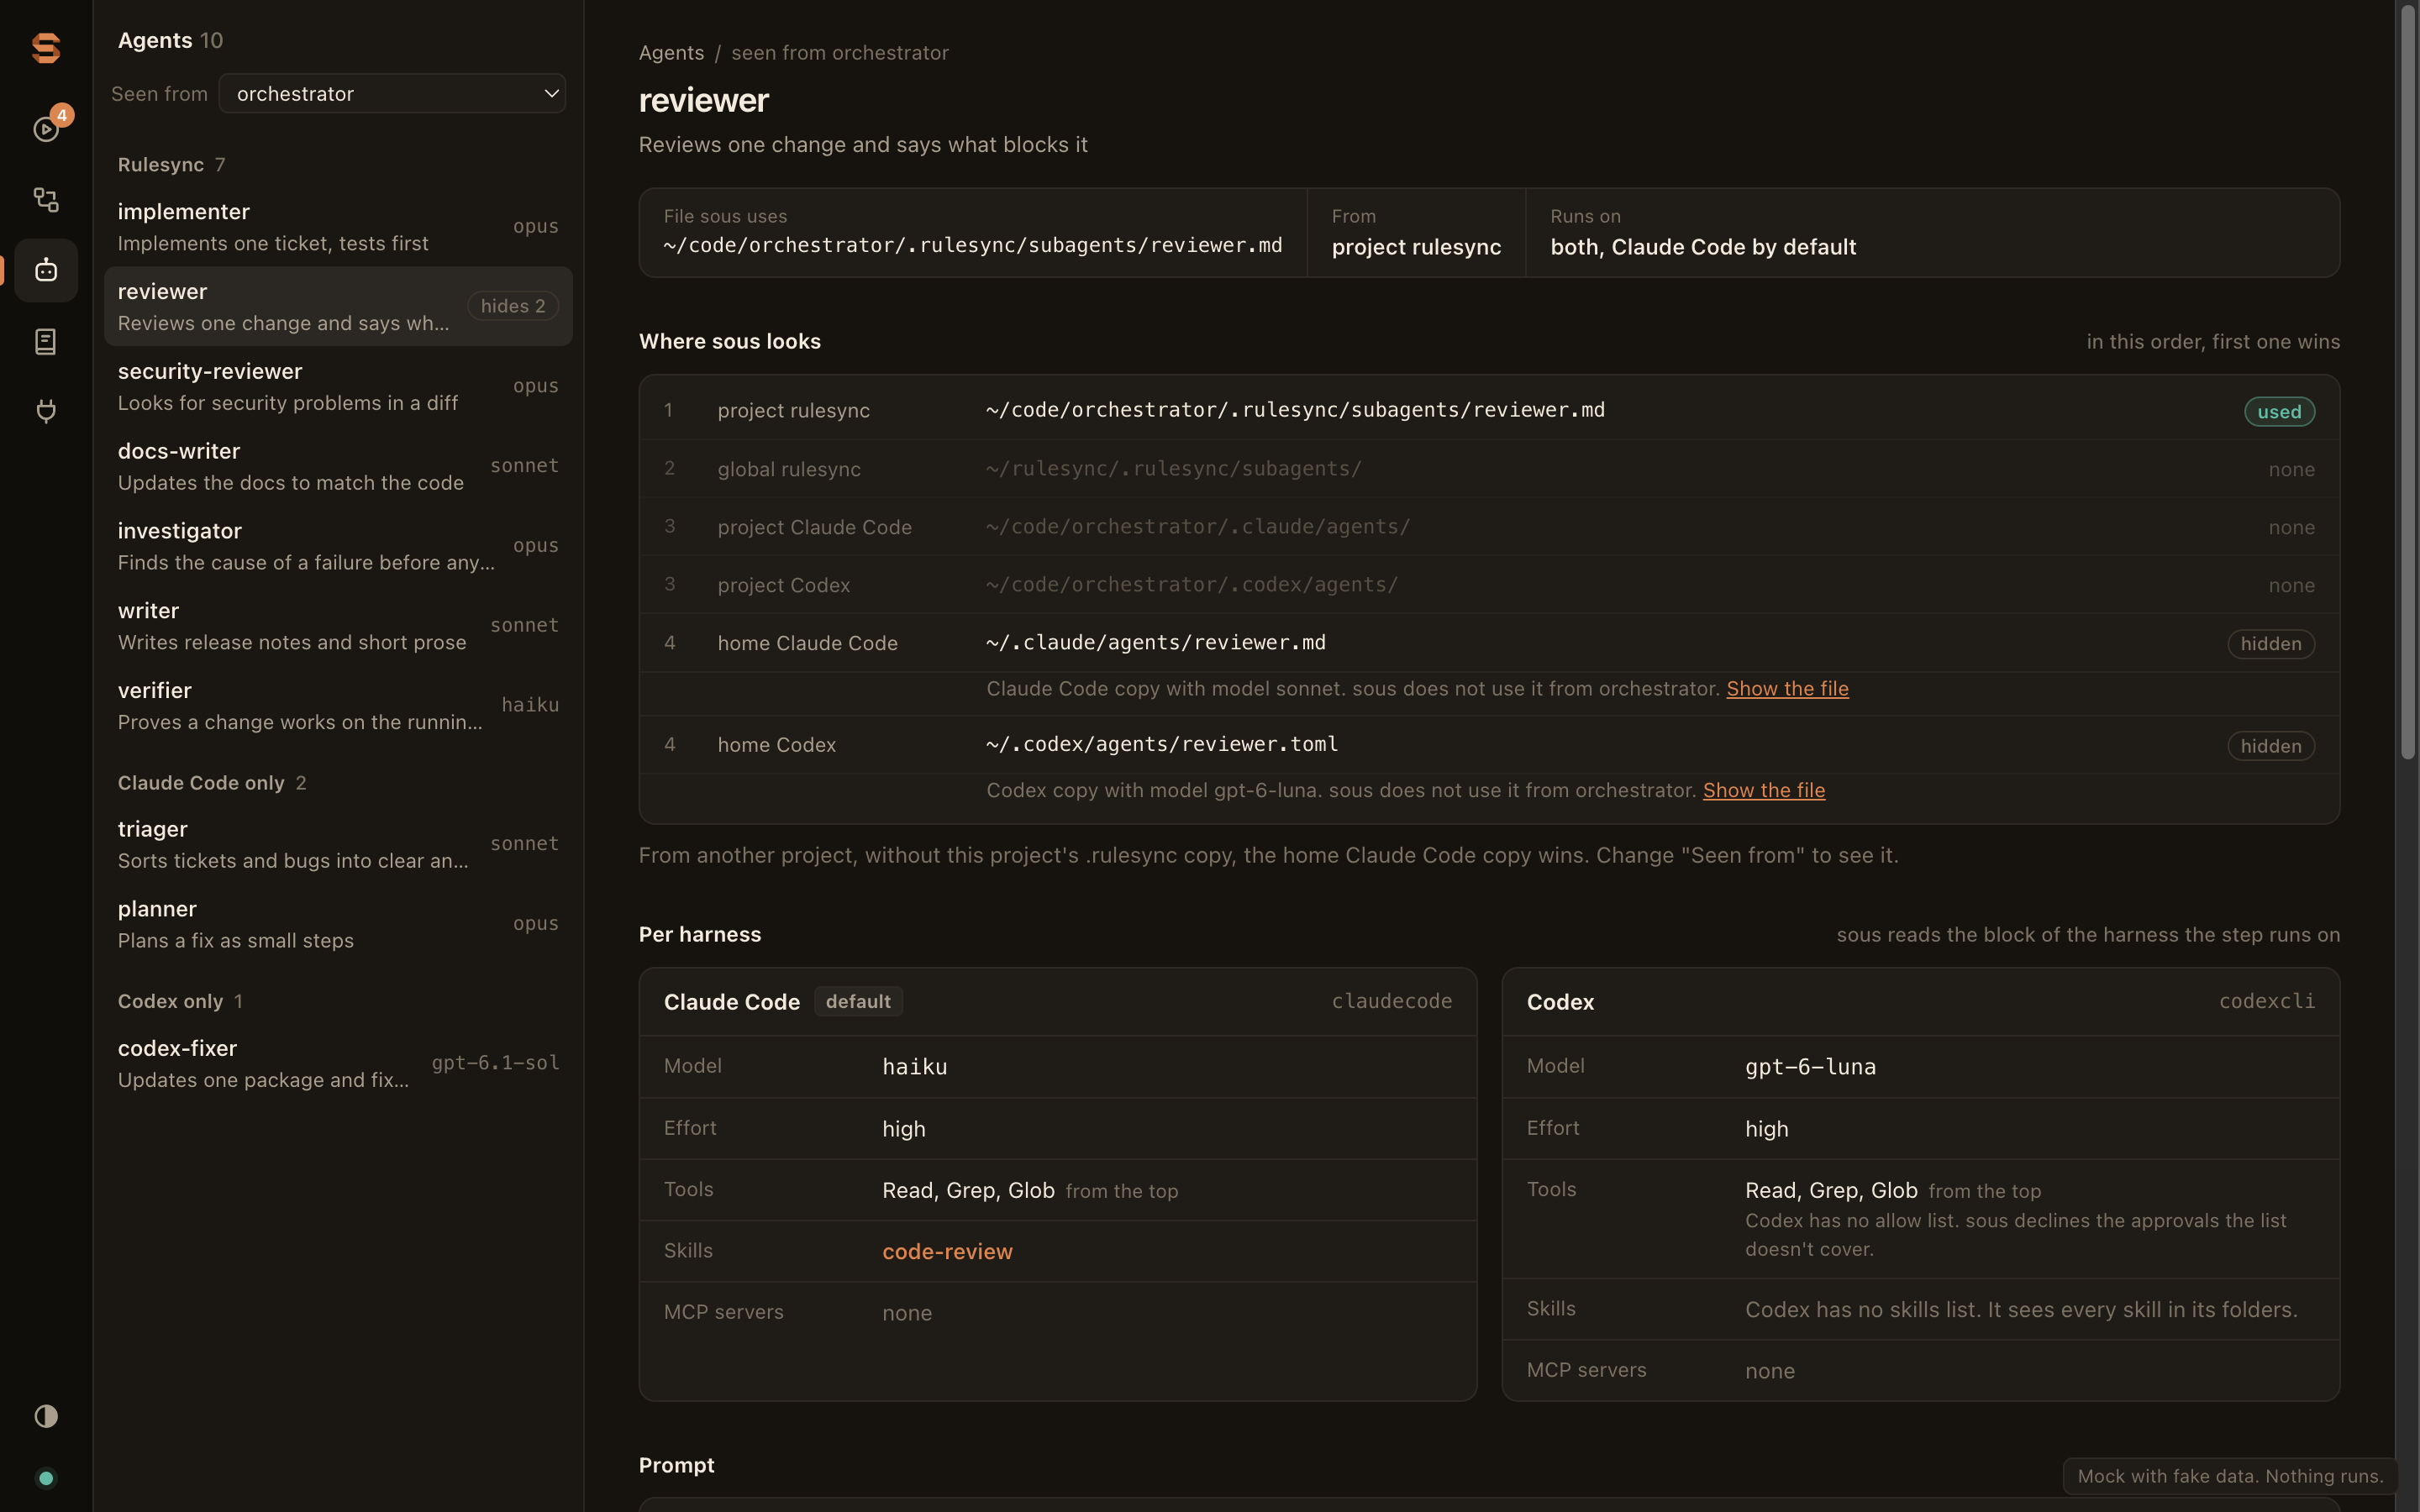 4
Agents 10
Seen from orchestrator
Rulesync 7
implementer
Implements one ticket, tests first
opus
reviewer
Reviews one change and says wh...
hides 2
security-reviewer
Looks for security problems in a diff
opus
docs-writer
Updates the docs to match the code
sonnet
investigator
Finds the cause of a failure before any...
opus
writer
Writes release notes and short prose
sonnet
verifier
Proves a change works on the runnin...
haiku
Claude Code only 2
triager
Sorts tickets and bugs into clear an...
sonnet
planner
Plans a fix as small steps
opus
Codex only 1
codex-fixer
Updates one package and fix...
gpt-6.1-sol
Agents / seen from orchestrator
reviewer
Reviews one change and says what blocks it
File sous uses
~/code/orchestrator/.rulesync/subagents/reviewer.md
From
project rulesync
Runs on
both, Claude Code by default
Where sous looks
in this order, first one wins
1 project rulesync ~/code/orchestrator/.rulesync/subagents/reviewer.md used
2 global rulesync ~/rulesync/.rulesync/subagents/ none
3 project Claude Code ~/code/orchestrator/.claude/agents/ none
3 project Codex ~/code/orchestrator/.codex/agents/ none
4 home Claude Code ~/.claude/agents/reviewer.md hidden
Claude Code copy with model sonnet. sous does not use it from orchestrator. Show the file
4 home Codex ~/.codex/agents/reviewer.toml hidden
Codex copy with model gpt-6-luna. sous does not use it from orchestrator. Show the file
From another project, without this project's .rulesync copy, the home Claude Code copy wins. Change "Seen from" to see it.
Per harness
sous reads the block of the harness the step runs on
Claude Code default claudecode
Model haiku
Effort high
Tools Read, Grep, Glob from the top
Skills code-review
MCP servers none
Codex codexcli
Model gpt-6-luna
Effort high
Tools Read, Grep, Glob from the top
Codex has no allow list. sous declines the approvals the list
doesn't cover.
Skills Codex has no skills list. It sees every skill in its folders.
MCP servers none
Prompt
Mock with fake data. Nothing runs.